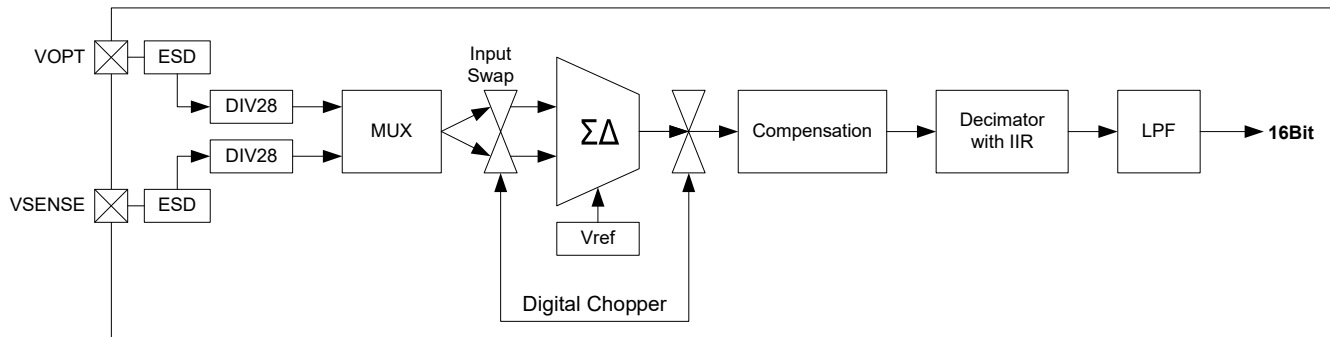 VOPT
ESD
Input
Swap
DIV28
MUX
ΣΔ
Compensation
Decimator
with IIR
LPF
16Bit
DIV28
VSENSE
ESD
Vref
Digital Chopper